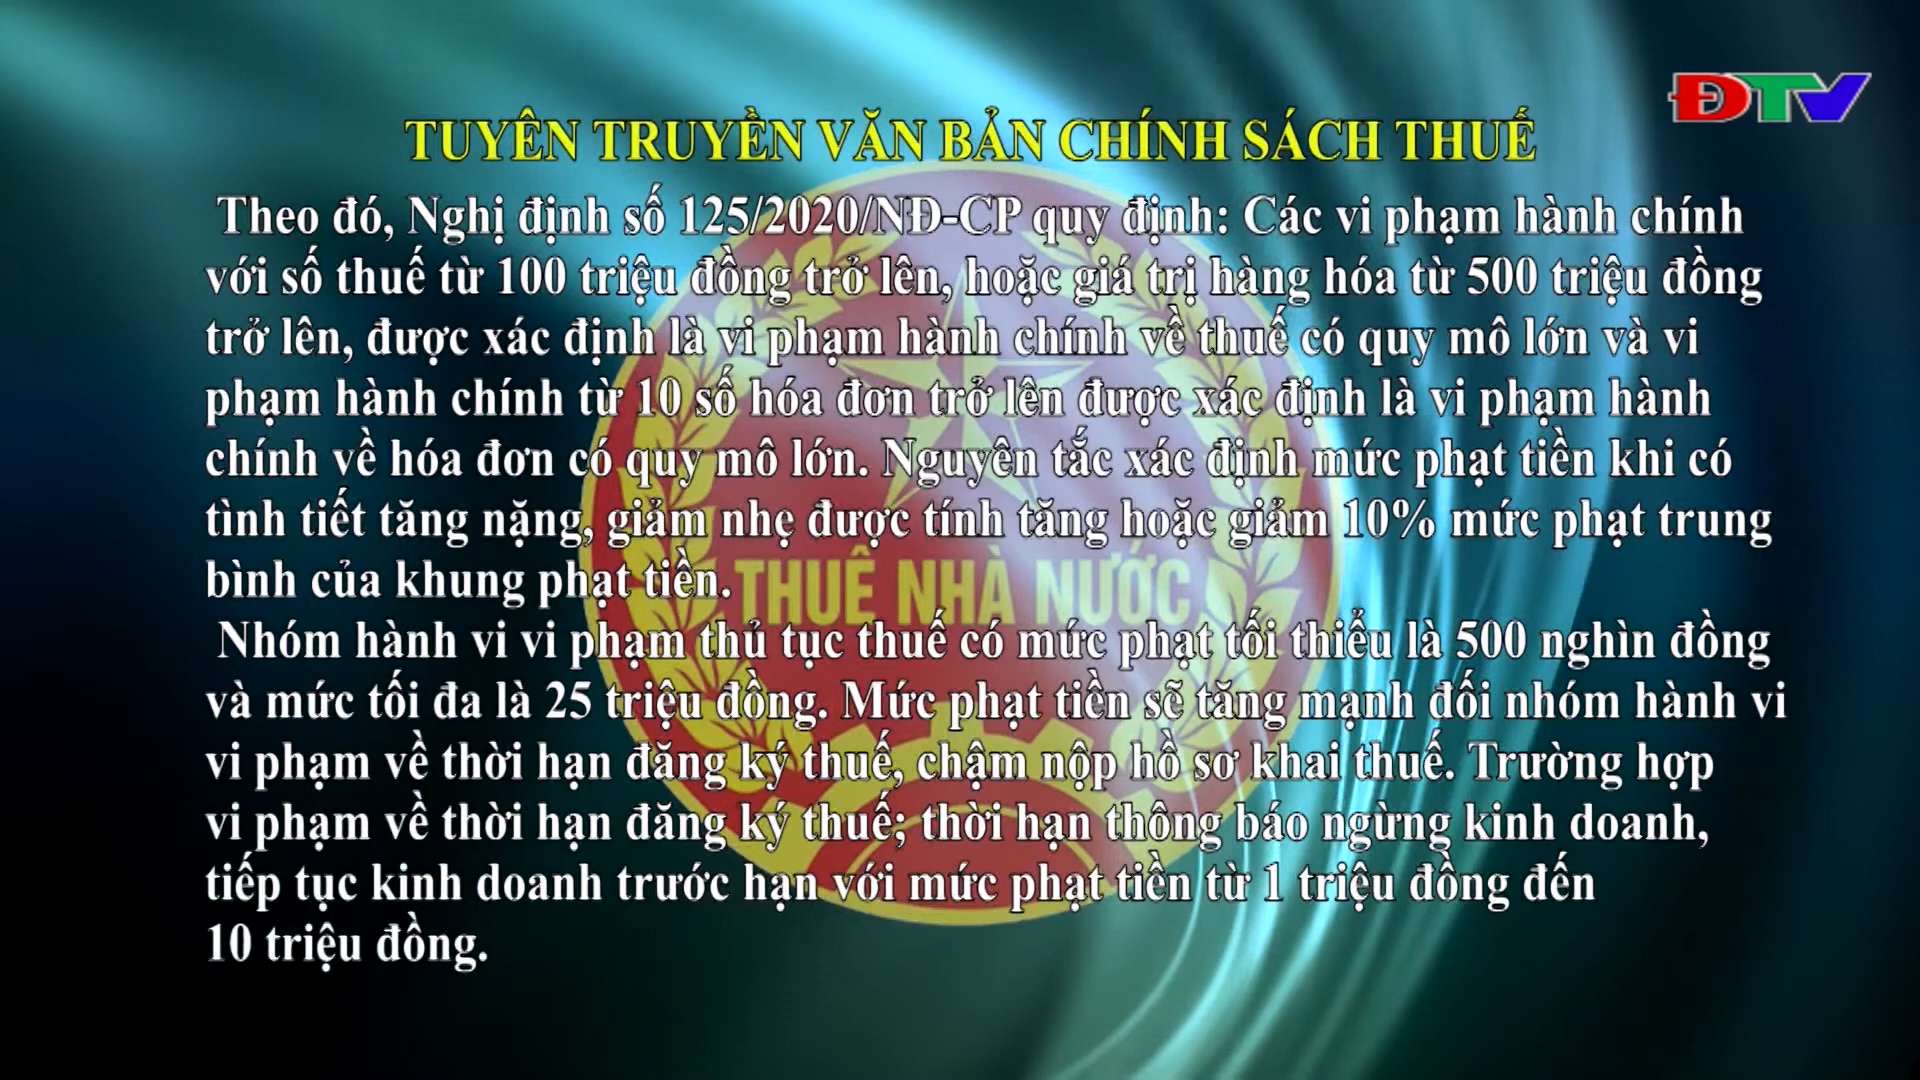 ĐTV
TUYÊN TRUYỀN VĂN BẢN CHÍNH SÁCH THUẾ
Theo đó, Nghị định số 125/2020/NĐ-CP quy định: Các vi phạm hành chính
với số thuế từ 100 triệu đồng trở lên, hoặc giá trị hàng hóa từ 500 triệu đồng
trở lên, được xác định là vi phạm hành chính về thuế có quy mô lớn và vi
phạm hành chính từ 10 số hóa đơn trở lên được xác định là vi phạm hành
chính về hóa đơn có quy mô lớn. Nguyên tắc xác định mức phạt tiền khi có
tình tiết tăng nặng, giảm nhẹ được tính tăng hoặc giảm 10% mức phạt trung
bình của khung phạt tiền.
THUẾ NHÀ NƯỚC
Nhóm hành vi vi phạm thủ tục thuế có mức phạt tối thiểu là 500 nghìn đồng
và mức tối đa là 25 triệu đồng. Mức phạt tiền sẽ tăng mạnh đối nhóm hành vi
vi phạm về thời hạn đăng ký thuế, chậm nộp hồ sơ khai thuế. Trường hợp
vi phạm về thời hạn đăng ký thuế; thời hạn thông báo ngừng kinh doanh,
tiếp tục kinh doanh trước hạn với mức phạt tiền từ 1 triệu đồng đến
10 triệu đồng.